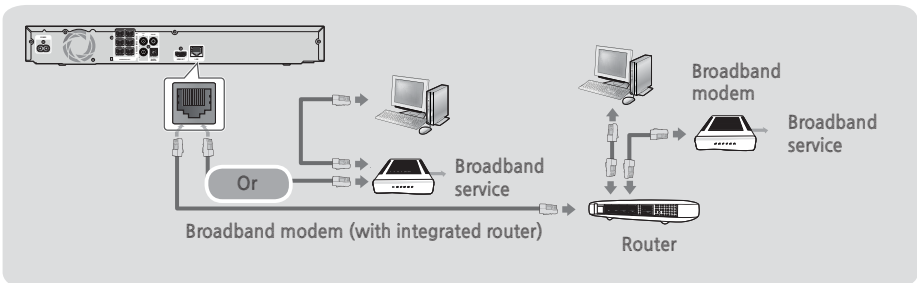 Broadband
modem
Broadband
service
Or
Broadband
service
Broadband modem (with integrated router)
Router